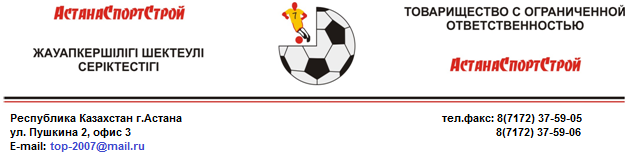 АстанаСпортСтрой
ЖАУАПКЕРШІЛІГІ ШЕКТЕУЛІ
СЕРІКТЕСТІГІ
ТОВАРИЩЕСТВО С ОГРАНИЧЕННОЙ
ОТВЕТСТВЕННОСТЬЮ
АстанаСпортСтрой
Республика Казахстан г.Астана
ул. Пушкина 2, офис 3
E-mail: top-2007@mail.ru
тел.факс: 8(7172) 37-59-05
8(7172) 37-59-06